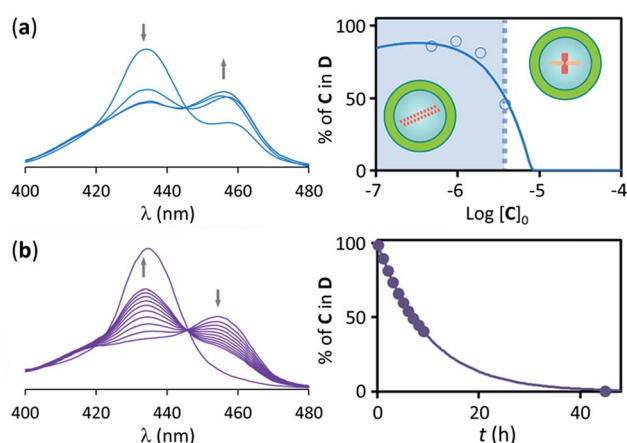 (a)
400 420 440 460 480
λ (nm)
% of C in D
100
50
0
-7 -6 -5 -4
Log [C]₀
(b)
400 420 440 460 480
λ (nm)
% of C in D
100
50
0
0 20 40
t (h)